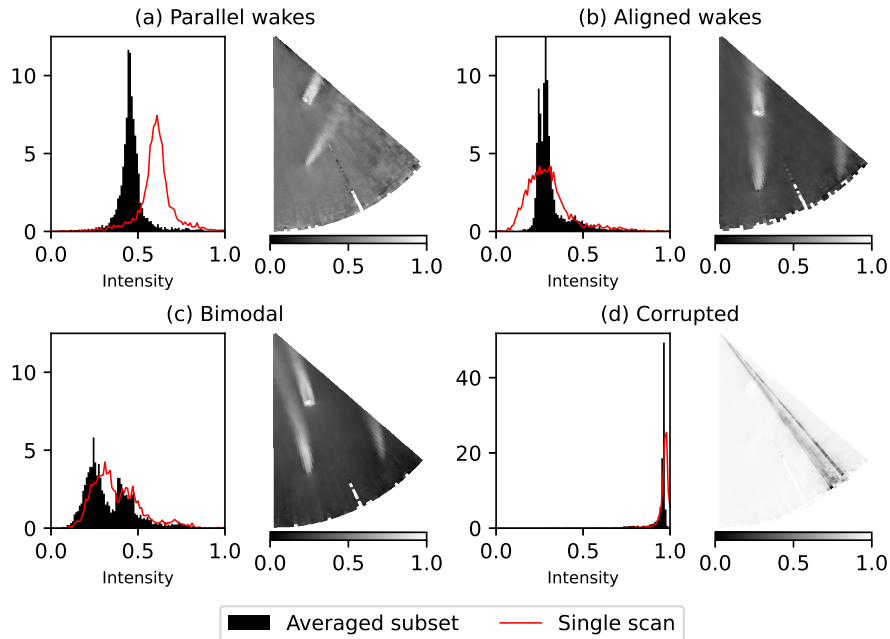 (a) Parallel wakes
(b) Aligned wakes
10
5
0
0.0 0.5 1.0
Intensity
0.0 0.5 1.0
10
5
0
0.0 0.5 1.0
Intensity
0.0 0.5 1.0
(c) Bimodal
(d) Corrupted
10
5
0
0.0 0.5 1.0
Intensity
0.0 0.5 1.0
40
20
0
0.0 0.5 1.0
Intensity
0.0 0.5 1.0
Averaged subset
Single scan